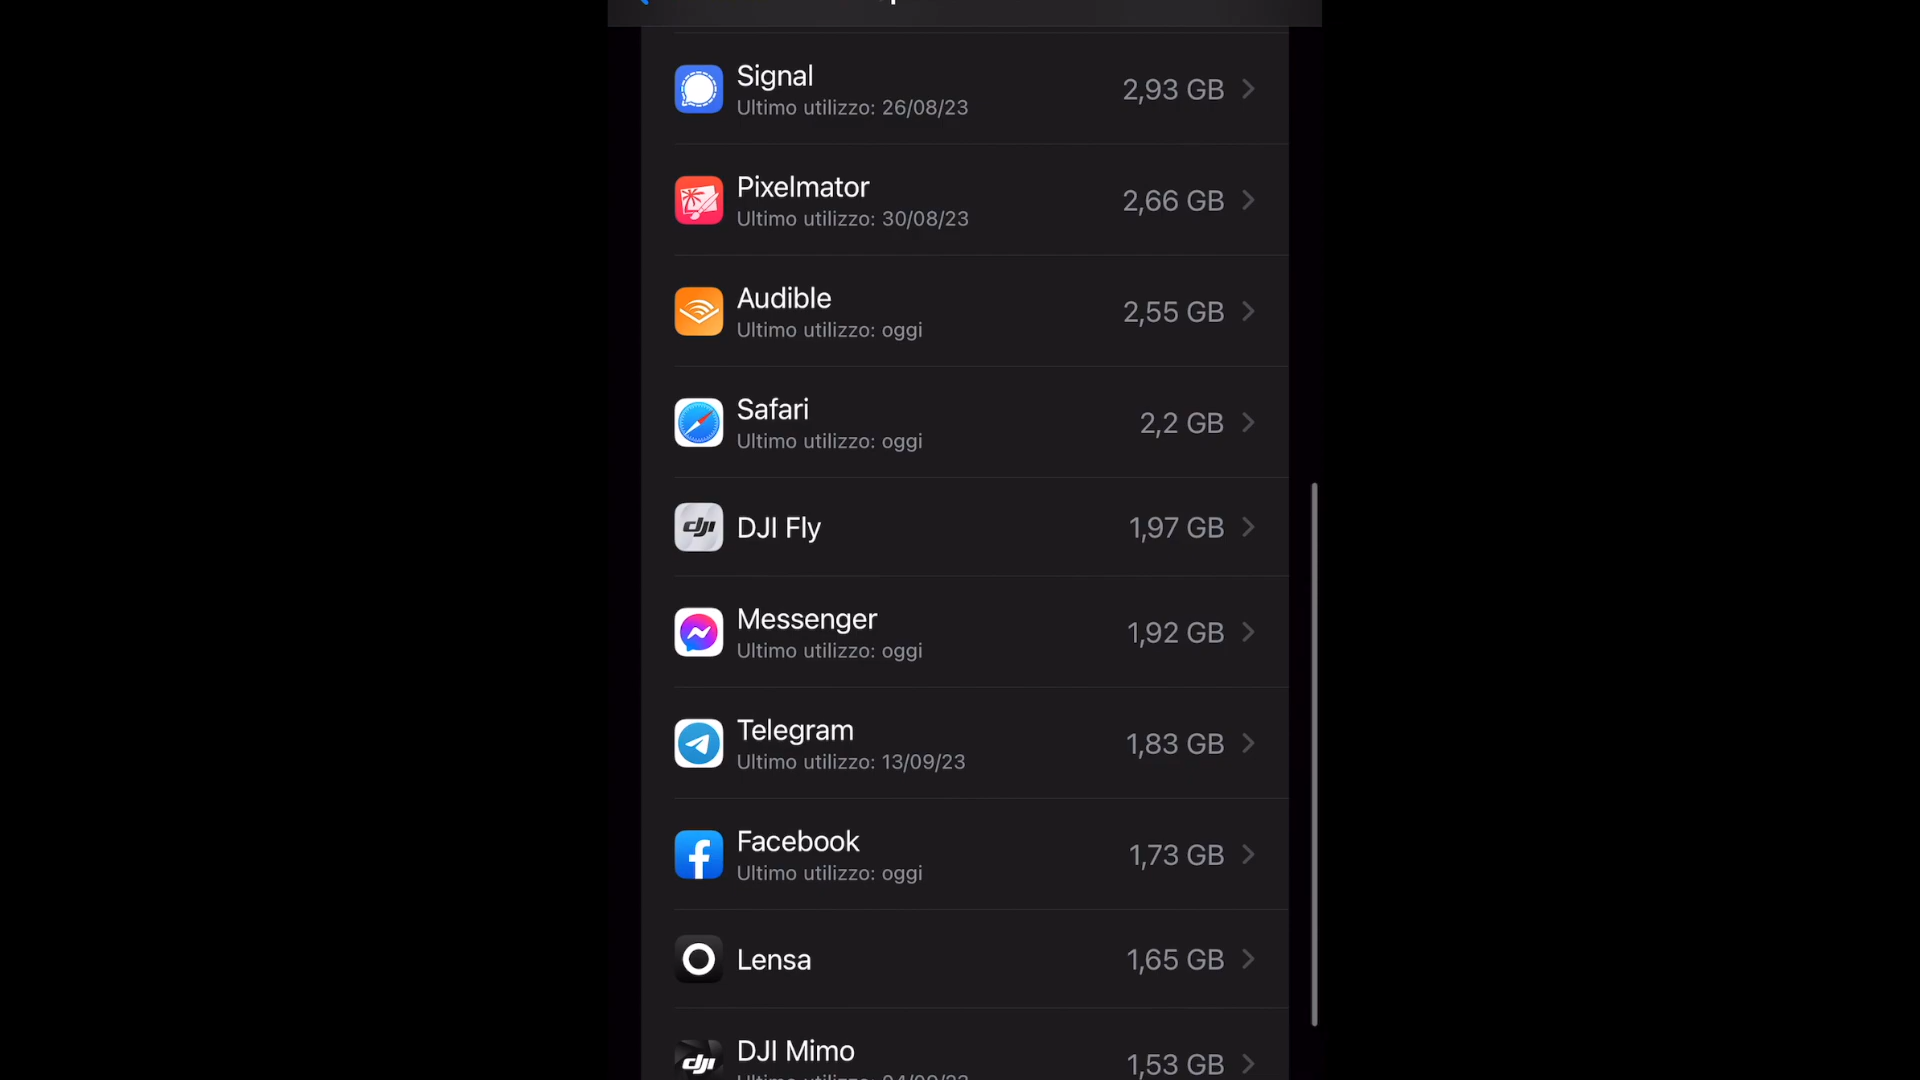 Signal
Ultimo utilizzo: 26/08/23
2,93 GB
Pixelmator
Ultimo utilizzo: 30/08/23
2,66 GB
Audible
Ultimo utilizzo: oggi
2,55 GB
Safari
Ultimo utilizzo: oggi
2,2 GB
dji
DJI Fly
1,97 GB
Messenger
Ultimo utilizzo: oggi
1,92 GB
Telegram
Ultimo utilizzo: 13/09/23
1,83 GB
Facebook
Ultimo utilizzo: oggi
1,73 GB
Lensa
1,65 GB
dji
DJI Mimo
1,53 GB